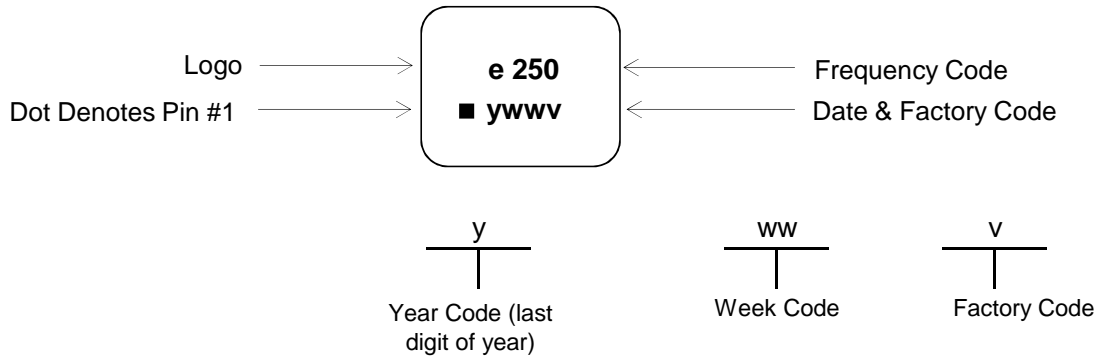 Logo
e 250
Frequency Code
Dot Denotes Pin #1
■ ywwv
Date & Factory Code
y
ww
v
Year Code (last
digit of year)
Week Code
Factory Code